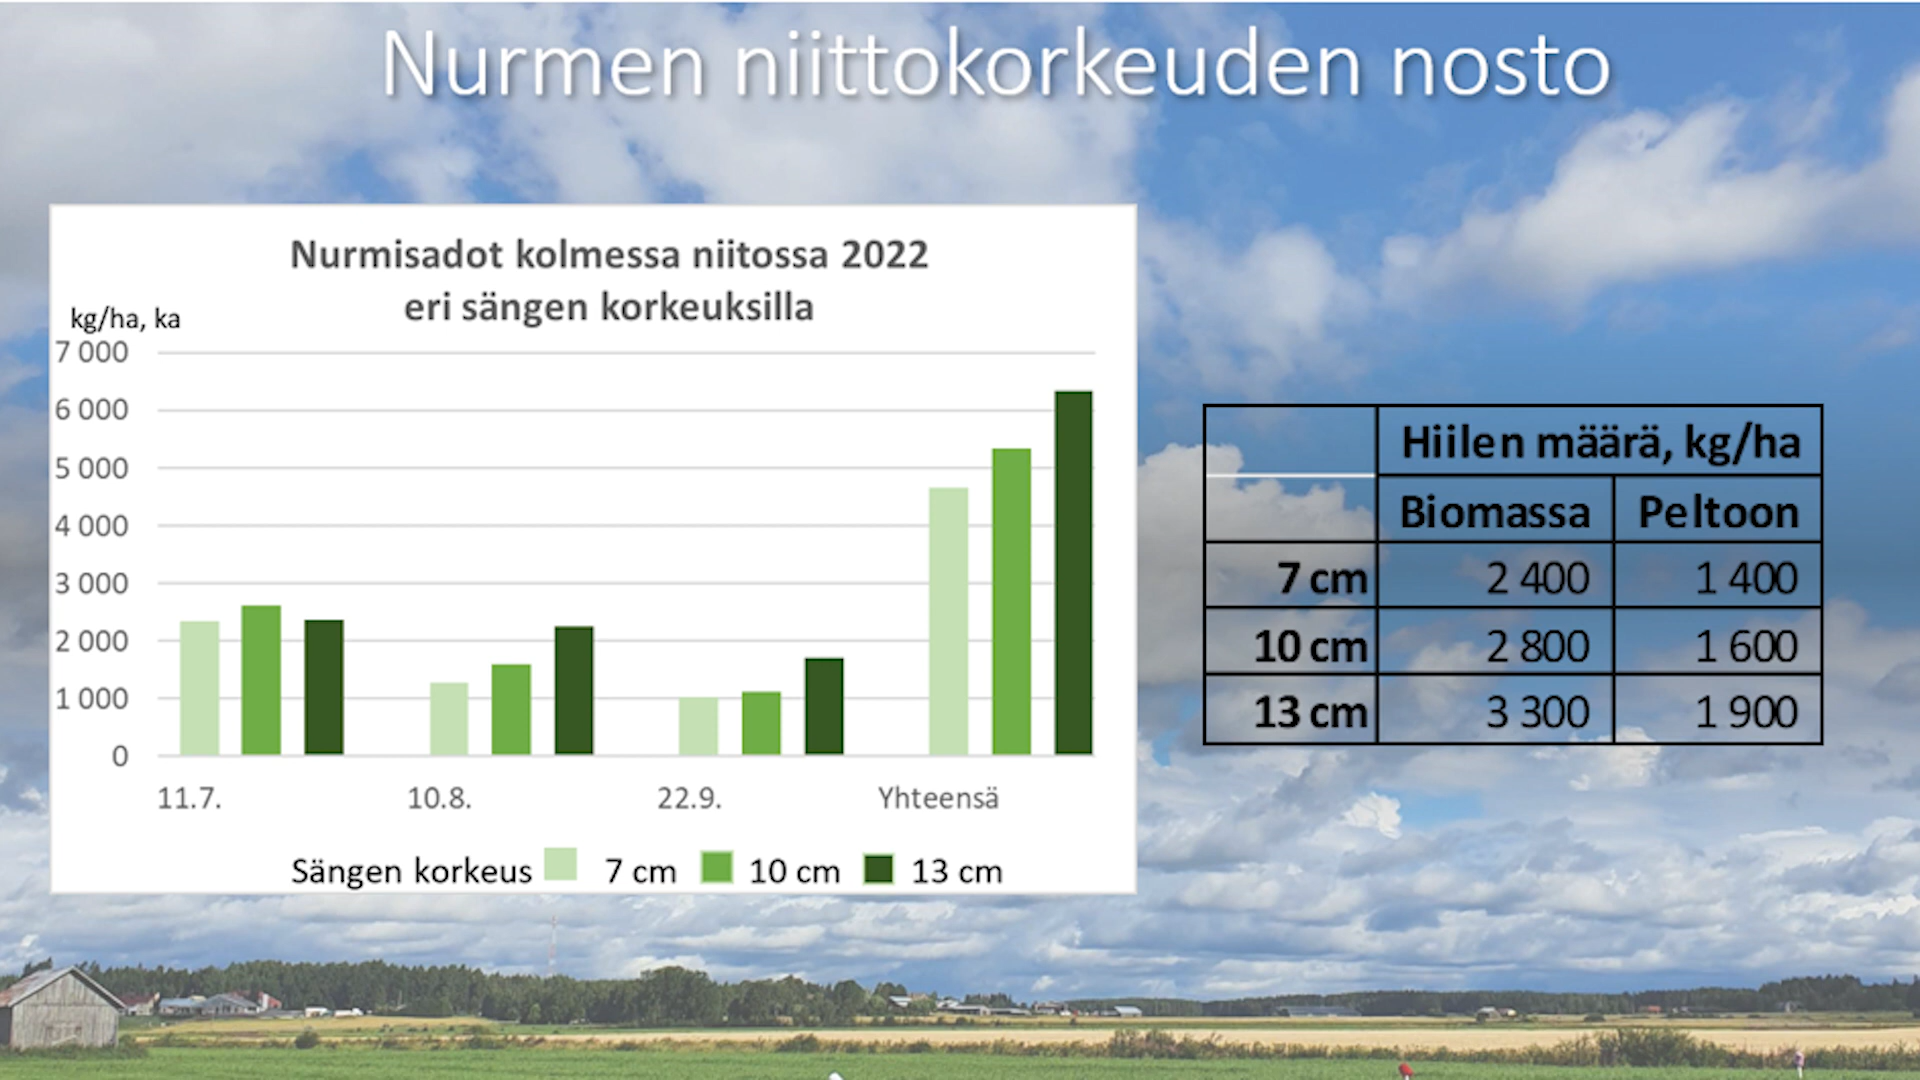 Nurmen niittokorkeuden nosto
Nurmisadot kolmessa niitossa 2022
eri sängen korkeuksilla
kg/ha, ka
7 000
6 000
5 000
4 000
3 000
2 000
1 000
0
11.7. 10.8. 22.9. Yhteensä
Sängen korkeus 7 cm 10 cm 13 cm
Hiilen määrä, kg/ha
Biomassa Peltoon
7 cm 2 400 1 400
10 cm 2 800 1 600
13 cm 3 300 1 900